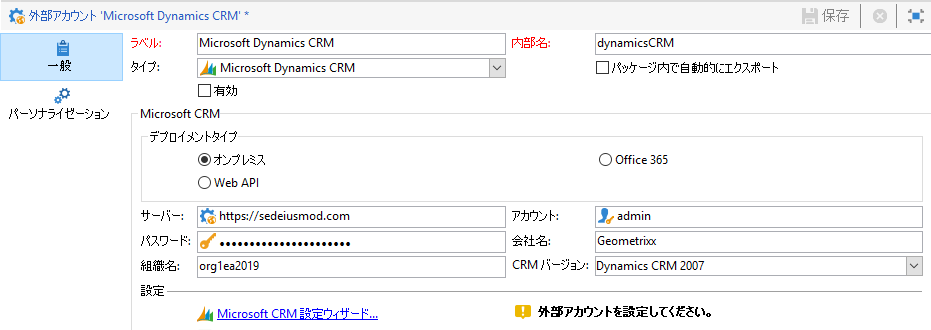 外部アカウント 'Microsoft Dynamics CRM' *
保存
一般
パーソナライゼーション
ラベル: Microsoft Dynamics CRM 内部名: dynamicsCRM
タイプ: Microsoft Dynamics CRM パッケージ内で自動的にエクスポート
有効
Microsoft CRM
デプロイメントタイプ
オンプレミス Office 365
Web API
サーバー: https://sedeiusmod.com アカウント: admin
パスワード: ●●●●●●●●●●●●●●●●●●●●●● 会社名: Geometrixx
組織名: org1ea2019 CRM バージョン: Dynamics CRM 2007
設定
Microsoft CRM 設定ウィザード... 外部アカウントを設定してください。